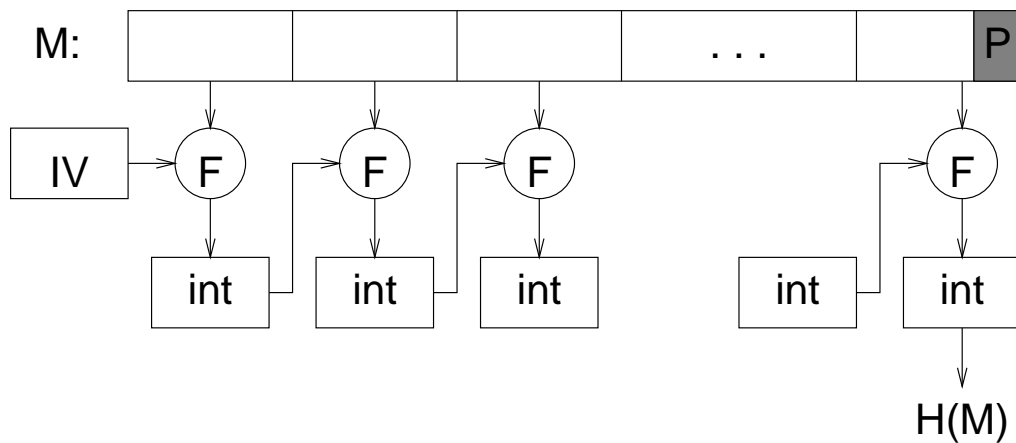 M: . . . P
IV F F F F
int int int int int
H(M)